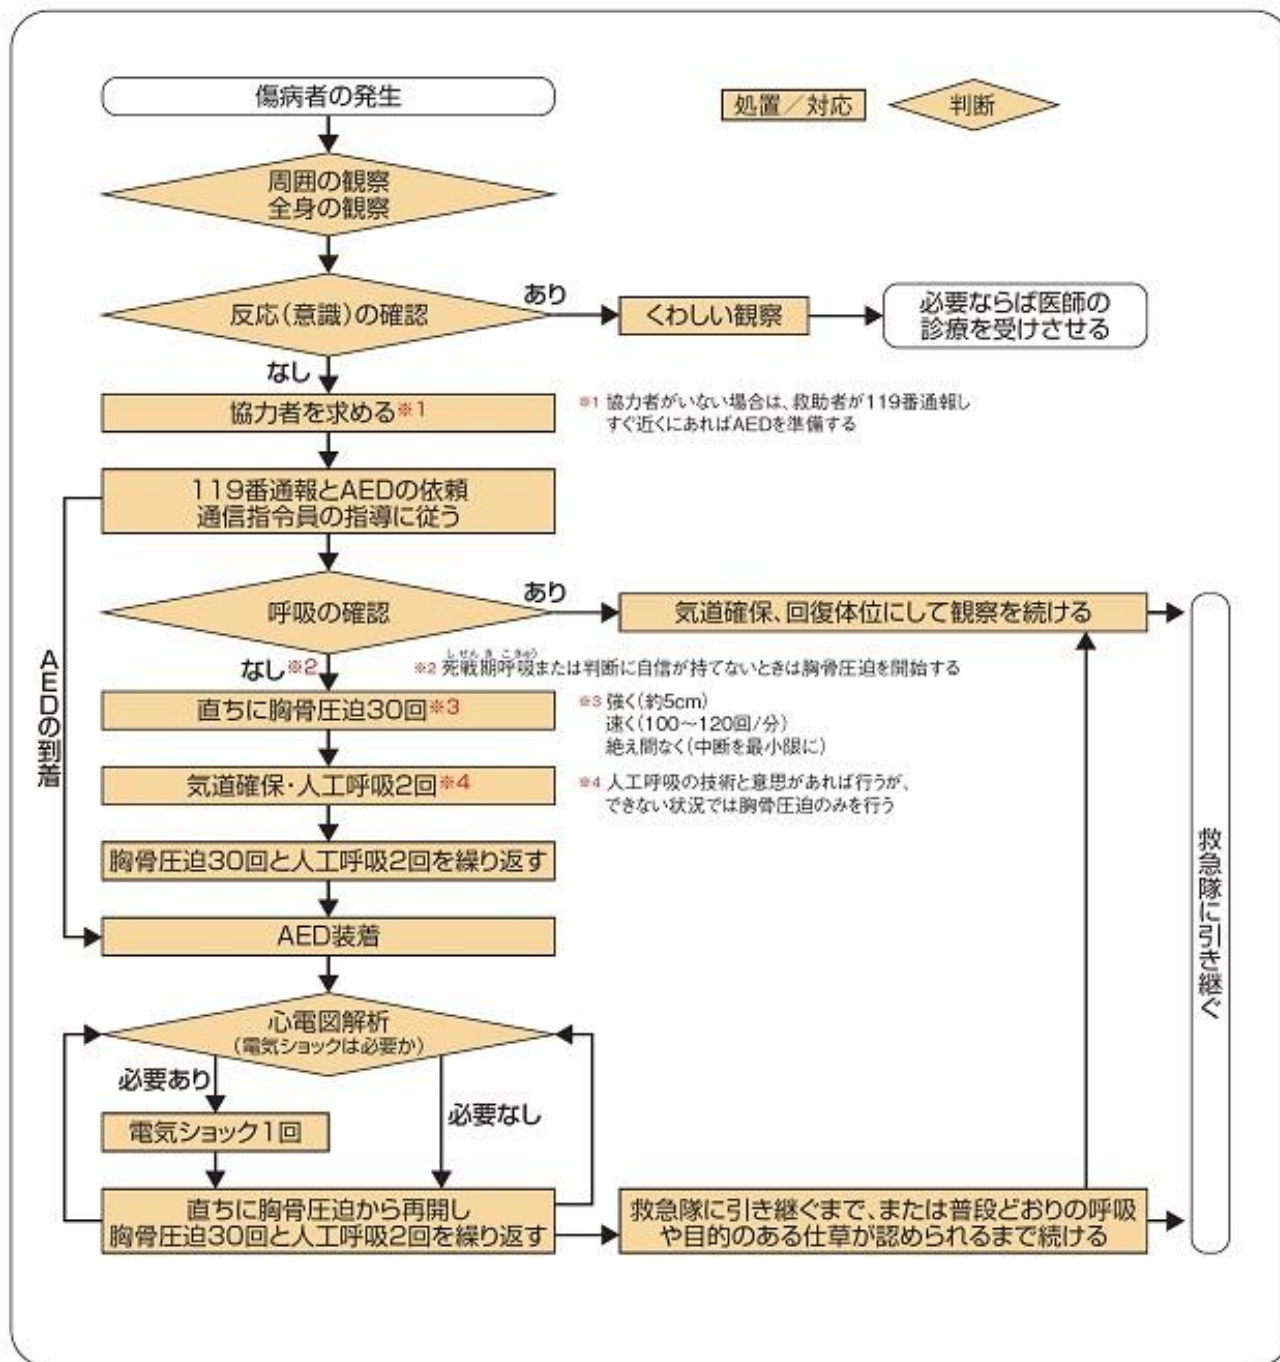 傷病者の発生
処置／対応
判断
周囲の観察
全身の観察
反応(意識)の確認
あり
くわしい観察
必要ならば医師の
診療を受けさせる
なし
協力者を求める※1
※1 協力者がいない場合は、救助者が119番通報し
すぐ近くにあればAEDを準備する
119番通報とAEDの依頼
通信指令員の指導に従う
呼吸の確認
あり
気道確保、回復体位にして観察を続ける
なし※2
しせんきこきゅう
※2 死戦期呼吸または判断に自信が持てないときは胸骨圧迫を開始する
AEDの到着
直ちに胸骨圧迫30回※3
※3 強く(約5cm)
速く(100～120回/分)
絶え間なく(中断を最小限に)
気道確保・人工呼吸2回※4
※4 人工呼吸の技術と意思があれば行うが、
できない状況では胸骨圧迫のみを行う
胸骨圧迫30回と人工呼吸2回を繰り返す
AED装着
救急隊に引き継ぐ
心電図解析
(電気ショックは必要か)
必要あり
必要なし
電気ショック1回
直ちに胸骨圧迫から再開し
胸骨圧迫30回と人工呼吸2回を繰り返す
救急隊に引き継ぐまで、または普段どおりの呼吸
や目的のある仕草が認められるまで続ける